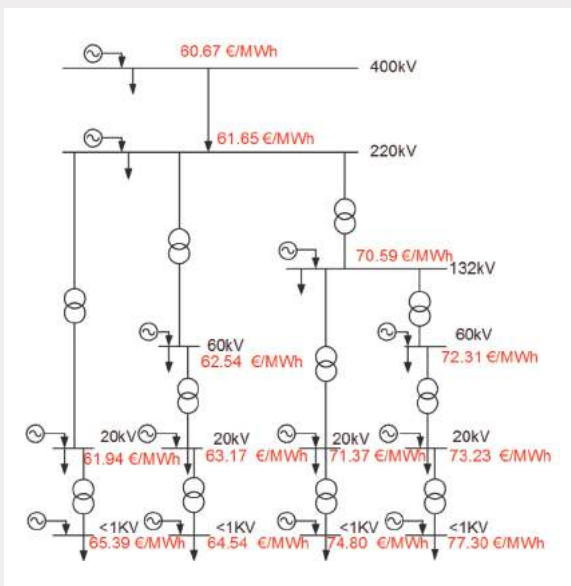 60.67 €/MWh
400kV
61.65 €/MWh
220kV
70.59 €/MWh
132kV
60kV
62.54 €/MWh
60kV
72.31 €/MWh
20kV
61.94 €/MWh
20kV
63.17 €/MWh
20kV
71.37 €/MWh
20kV
73.23 €/MWh
<1KV
65.39 €/MWh
<1KV
64.54 €/MWh
<1KV
74.80 €/MWh
<1KV
77.30 €/MWh